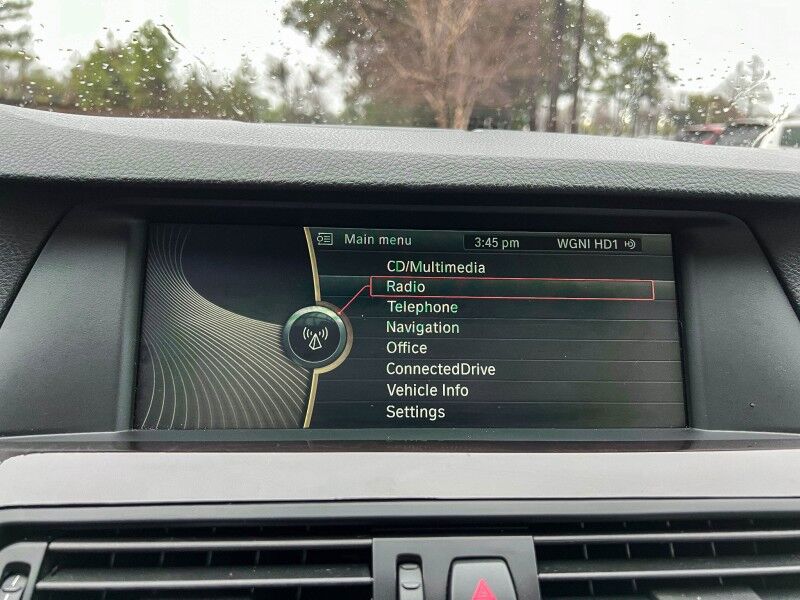 Main menu 3:45 pm WGNI HD1
CD/Multimedia
Radio
Telephone
Navigation
Office
ConnectedDrive
Vehicle Info
Settings